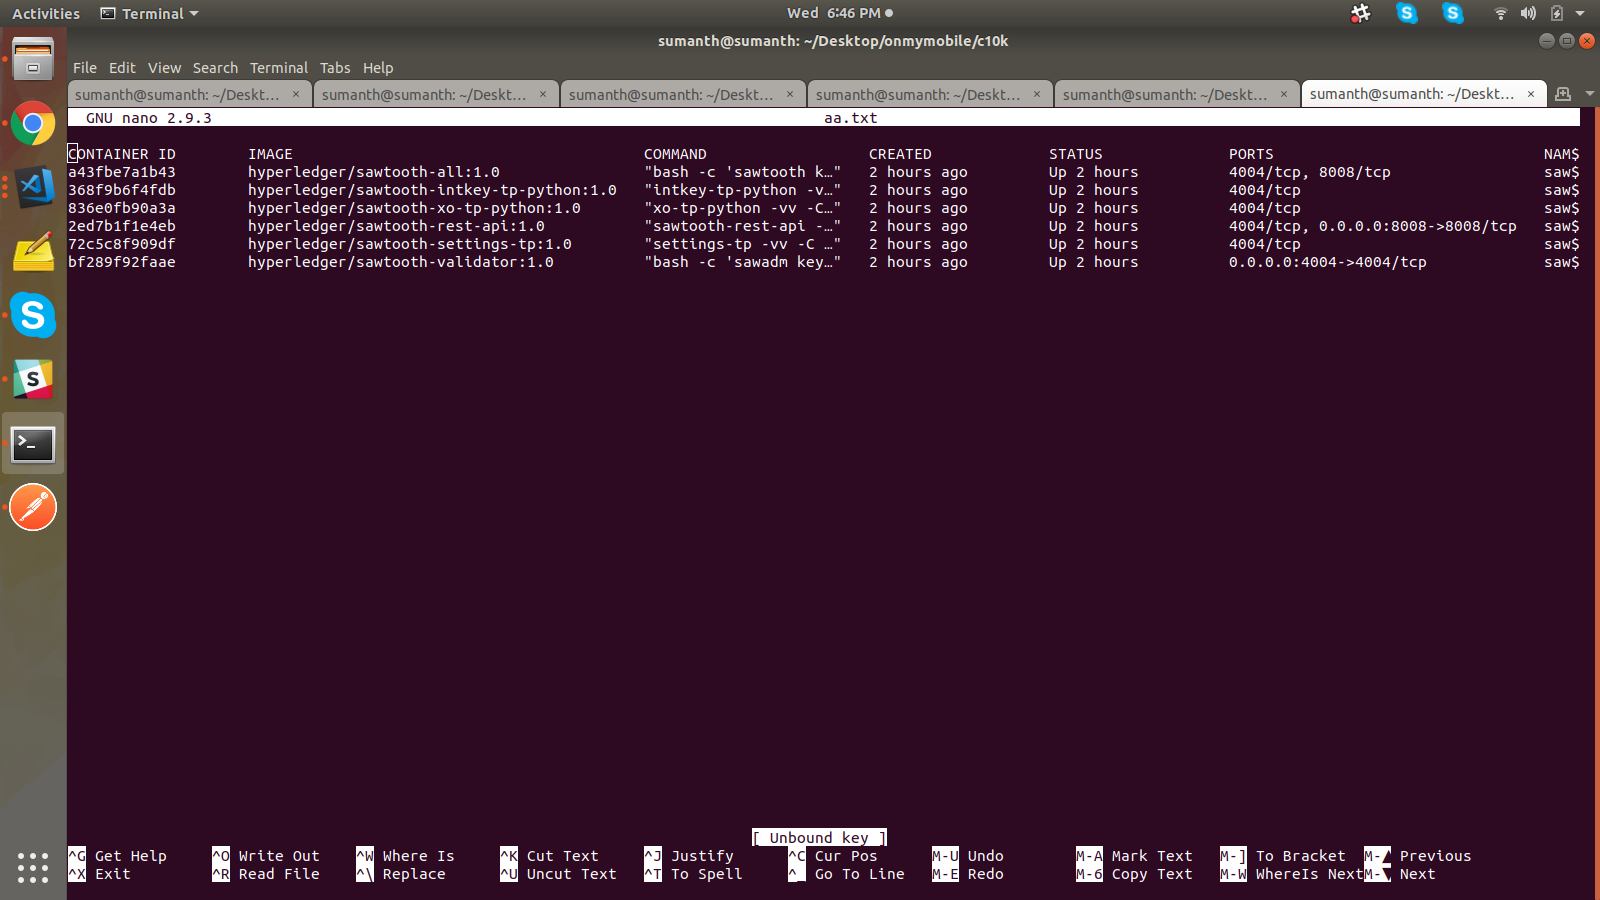 Activities Terminal Wed 6:46 PM
sumanth@sumanth: ~/Desktop/onmymobile/c10k
File Edit View Search Terminal Tabs Help
sumanth@sumanth: ~/Deskt... × sumanth@sumanth: ~/Deskt... × sumanth@sumanth: ~/Deskt... × sumanth@sumanth: ~/Deskt... × sumanth@sumanth: ~/Deskt... × sumanth@sumanth: ~/Deskt... ×
GNU nano 2.9.3 aa.txt
CONTAINER ID IMAGE COMMAND CREATED STATUS PORTS NAM$
a43fbe7a1b43 hyperledger/sawtooth-all:1.0 "bash -c 'sawtooth k…" 2 hours ago Up 2 hours 4004/tcp, 8008/tcp saw$
368f9b6f4fdb hyperledger/sawtooth-intkey-tp-python:1.0 "intkey-tp-python -v…" 2 hours ago Up 2 hours 4004/tcp saw$
836e0fb90a3a hyperledger/sawtooth-xo-tp-python:1.0 "xo-tp-python -vv -C…" 2 hours ago Up 2 hours 4004/tcp saw$
2ed7b1f1e4eb hyperledger/sawtooth-rest-api:1.0 "sawtooth-rest-api -…" 2 hours ago Up 2 hours 4004/tcp, 0.0.0.0:8008->8008/tcp saw$
72c5c8f909df hyperledger/sawtooth-settings-tp:1.0 "settings-tp -vv -C …" 2 hours ago Up 2 hours 4004/tcp saw$
bf289f92faae hyperledger/sawtooth-validator:1.0 "bash -c 'sawadm key…" 2 hours ago Up 2 hours 0.0.0.0:4004->4004/tcp saw$
[ Unbound key ]
^G Get Help ^O Write Out ^W Where Is ^K Cut Text ^J Justify ^C Cur Pos M-U Undo M-A Mark Text M-] To Bracket M-▲ Previous
^X Exit ^R Read File ^\ Replace ^U Uncut Text ^T To Spell ^_ Go To Line M-E Redo M-6 Copy Text M-W WhereIs Next M-▼ Next